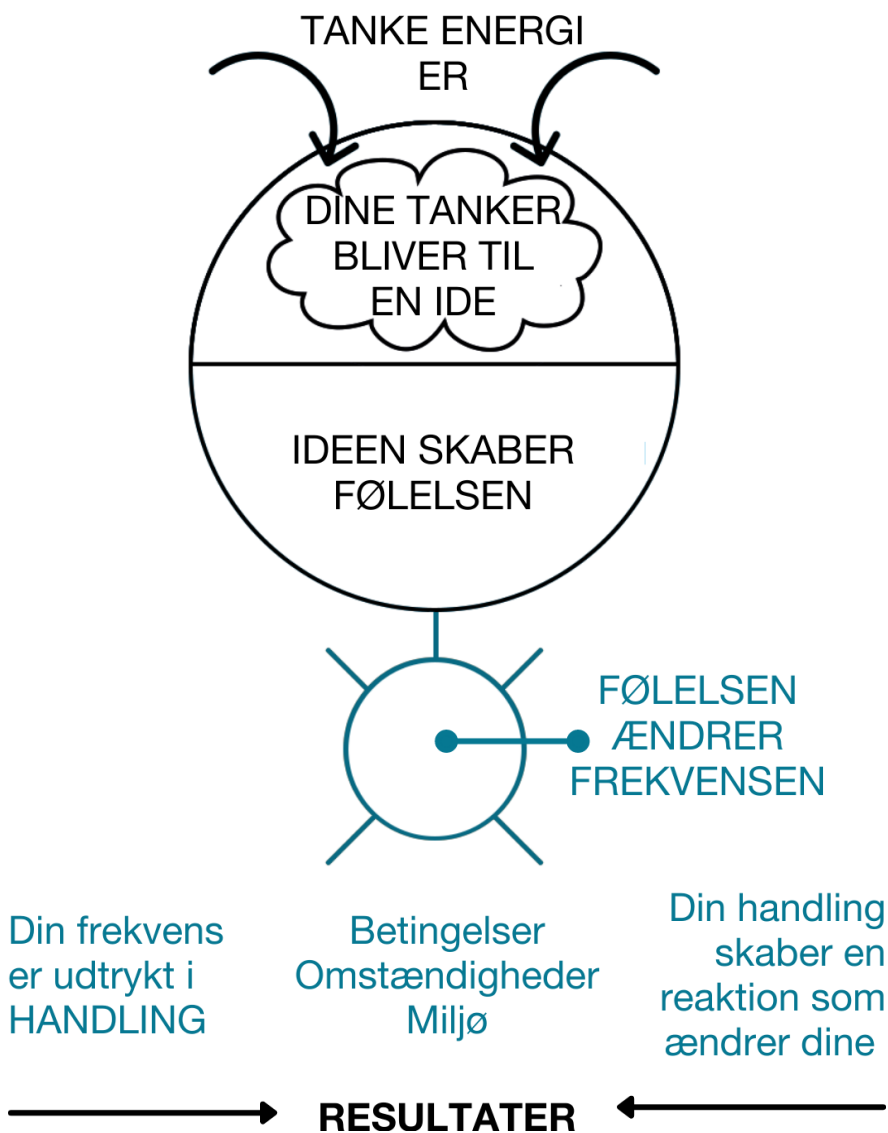 TANKE ENERGI
ER
DINE TANKER
BLIVER TIL
EN IDE
IDEEN SKABER
FØLELSEN
FØLELSEN
ÆNDRER
FREKVENSEN
Din frekvens
er udtrykt i
HANDLING
Betingelser
Omstændigheder
Miljø
Din handling
skaber en
reaktion som
ændrer dine
RESULTATER